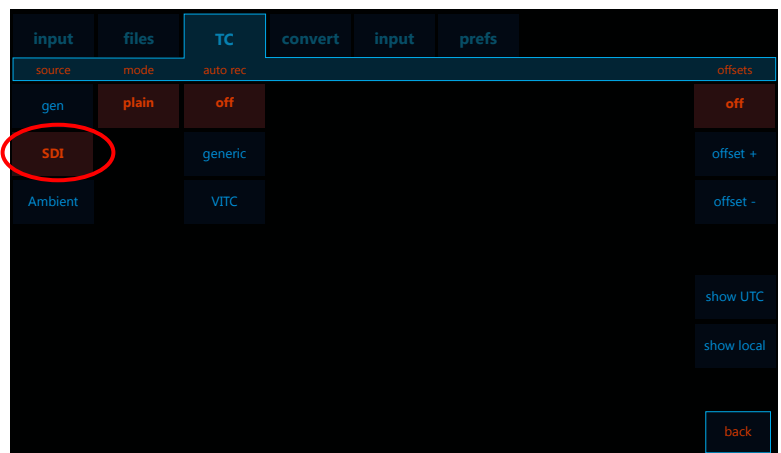 input files TC convert input prefs
source mode auto rec offsets
gen plain off off
SDI generic offset +
Ambient VITC offset -
show UTC
show local
back